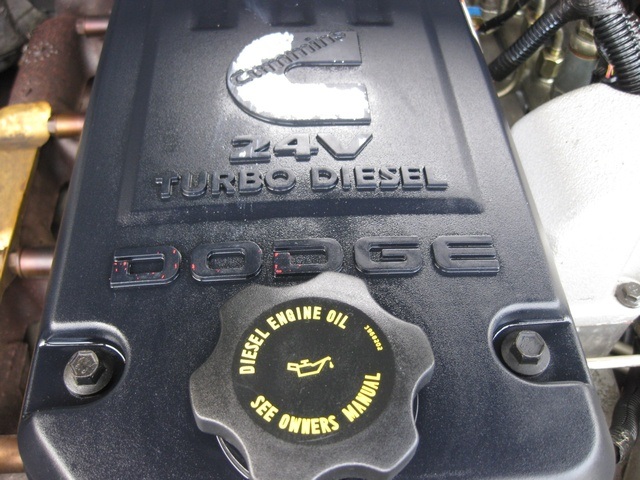 Cummins
24V
TURBO DIESEL
DODGE
DIESEL ENGINE OIL
SEE OWNERS MANUAL